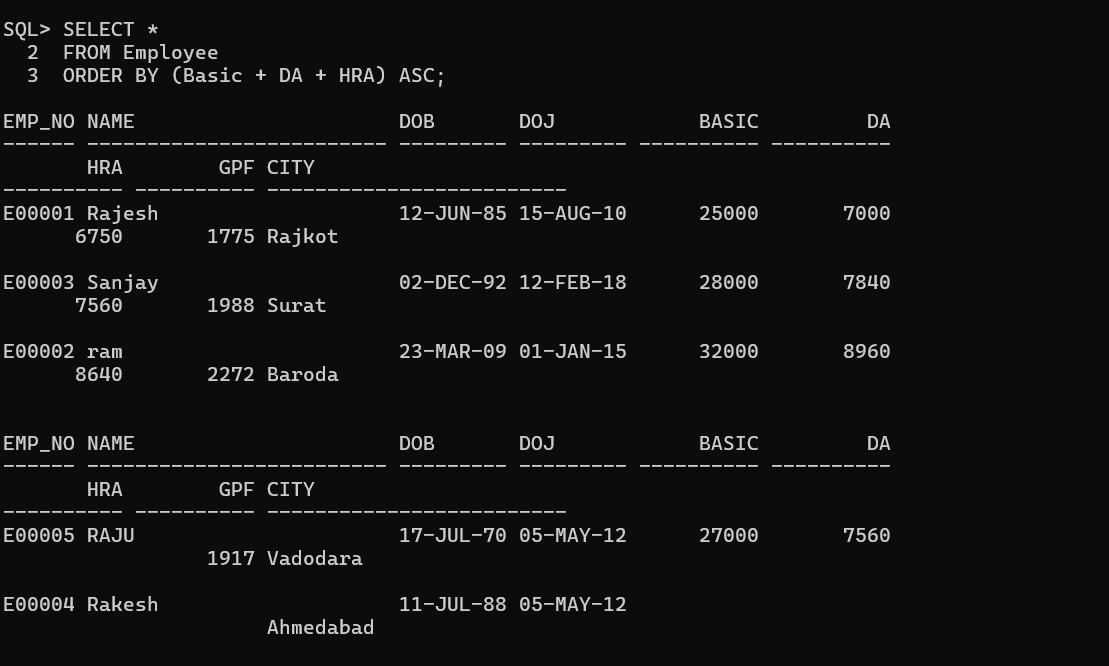 SQL> SELECT *
  2  FROM Employee
  3  ORDER BY (Basic + DA + HRA) ASC;

EMP_NO NAME                      DOB       DOJ            BASIC         DA
------ ------------------------- --------- --------- ---------- ----------
       HRA        GPF CITY
---------- ---------- -------------------------
E00001 Rajesh                    12-JUN-85 15-AUG-10      25000       7000
      6750       1775 Rajkot

E00003 Sanjay                    02-DEC-92 12-FEB-18      28000       7840
      7560       1988 Surat

E00002 ram                       23-MAR-09 01-JAN-15      32000       8960
      8640       2272 Baroda


EMP_NO NAME                      DOB       DOJ            BASIC         DA
------ ------------------------- --------- --------- ---------- ----------
       HRA        GPF CITY
---------- ---------- -------------------------
E00005 RAJU                      17-JUL-70 05-MAY-12      27000       7560
                 1917 Vadodara

E00004 Rakesh                    11-JUL-88 05-MAY-12
                      Ahmedabad